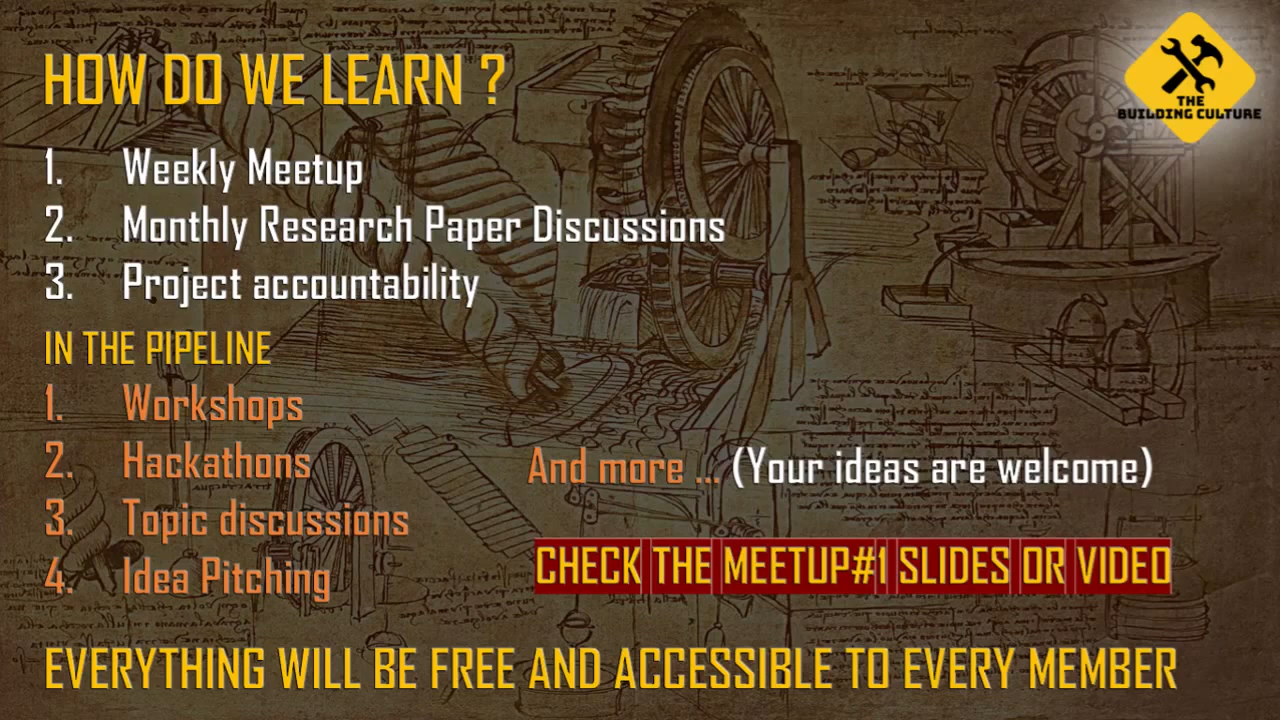 HOW DO WE LEARN ?
THE
BUILDING CULTURE
1. Weekly Meetup
2. Monthly Research Paper Discussions
3. Project accountability
IN THE PIPELINE
1. Workshops
2. Hackathons
3. Topic discussions
4. Idea Pitching
And more ... (Your ideas are welcome)
CHECK THE MEETUP#1 SLIDES OR VIDEO
EVERYTHING WILL BE FREE AND ACCESSIBLE TO EVERY MEMBER